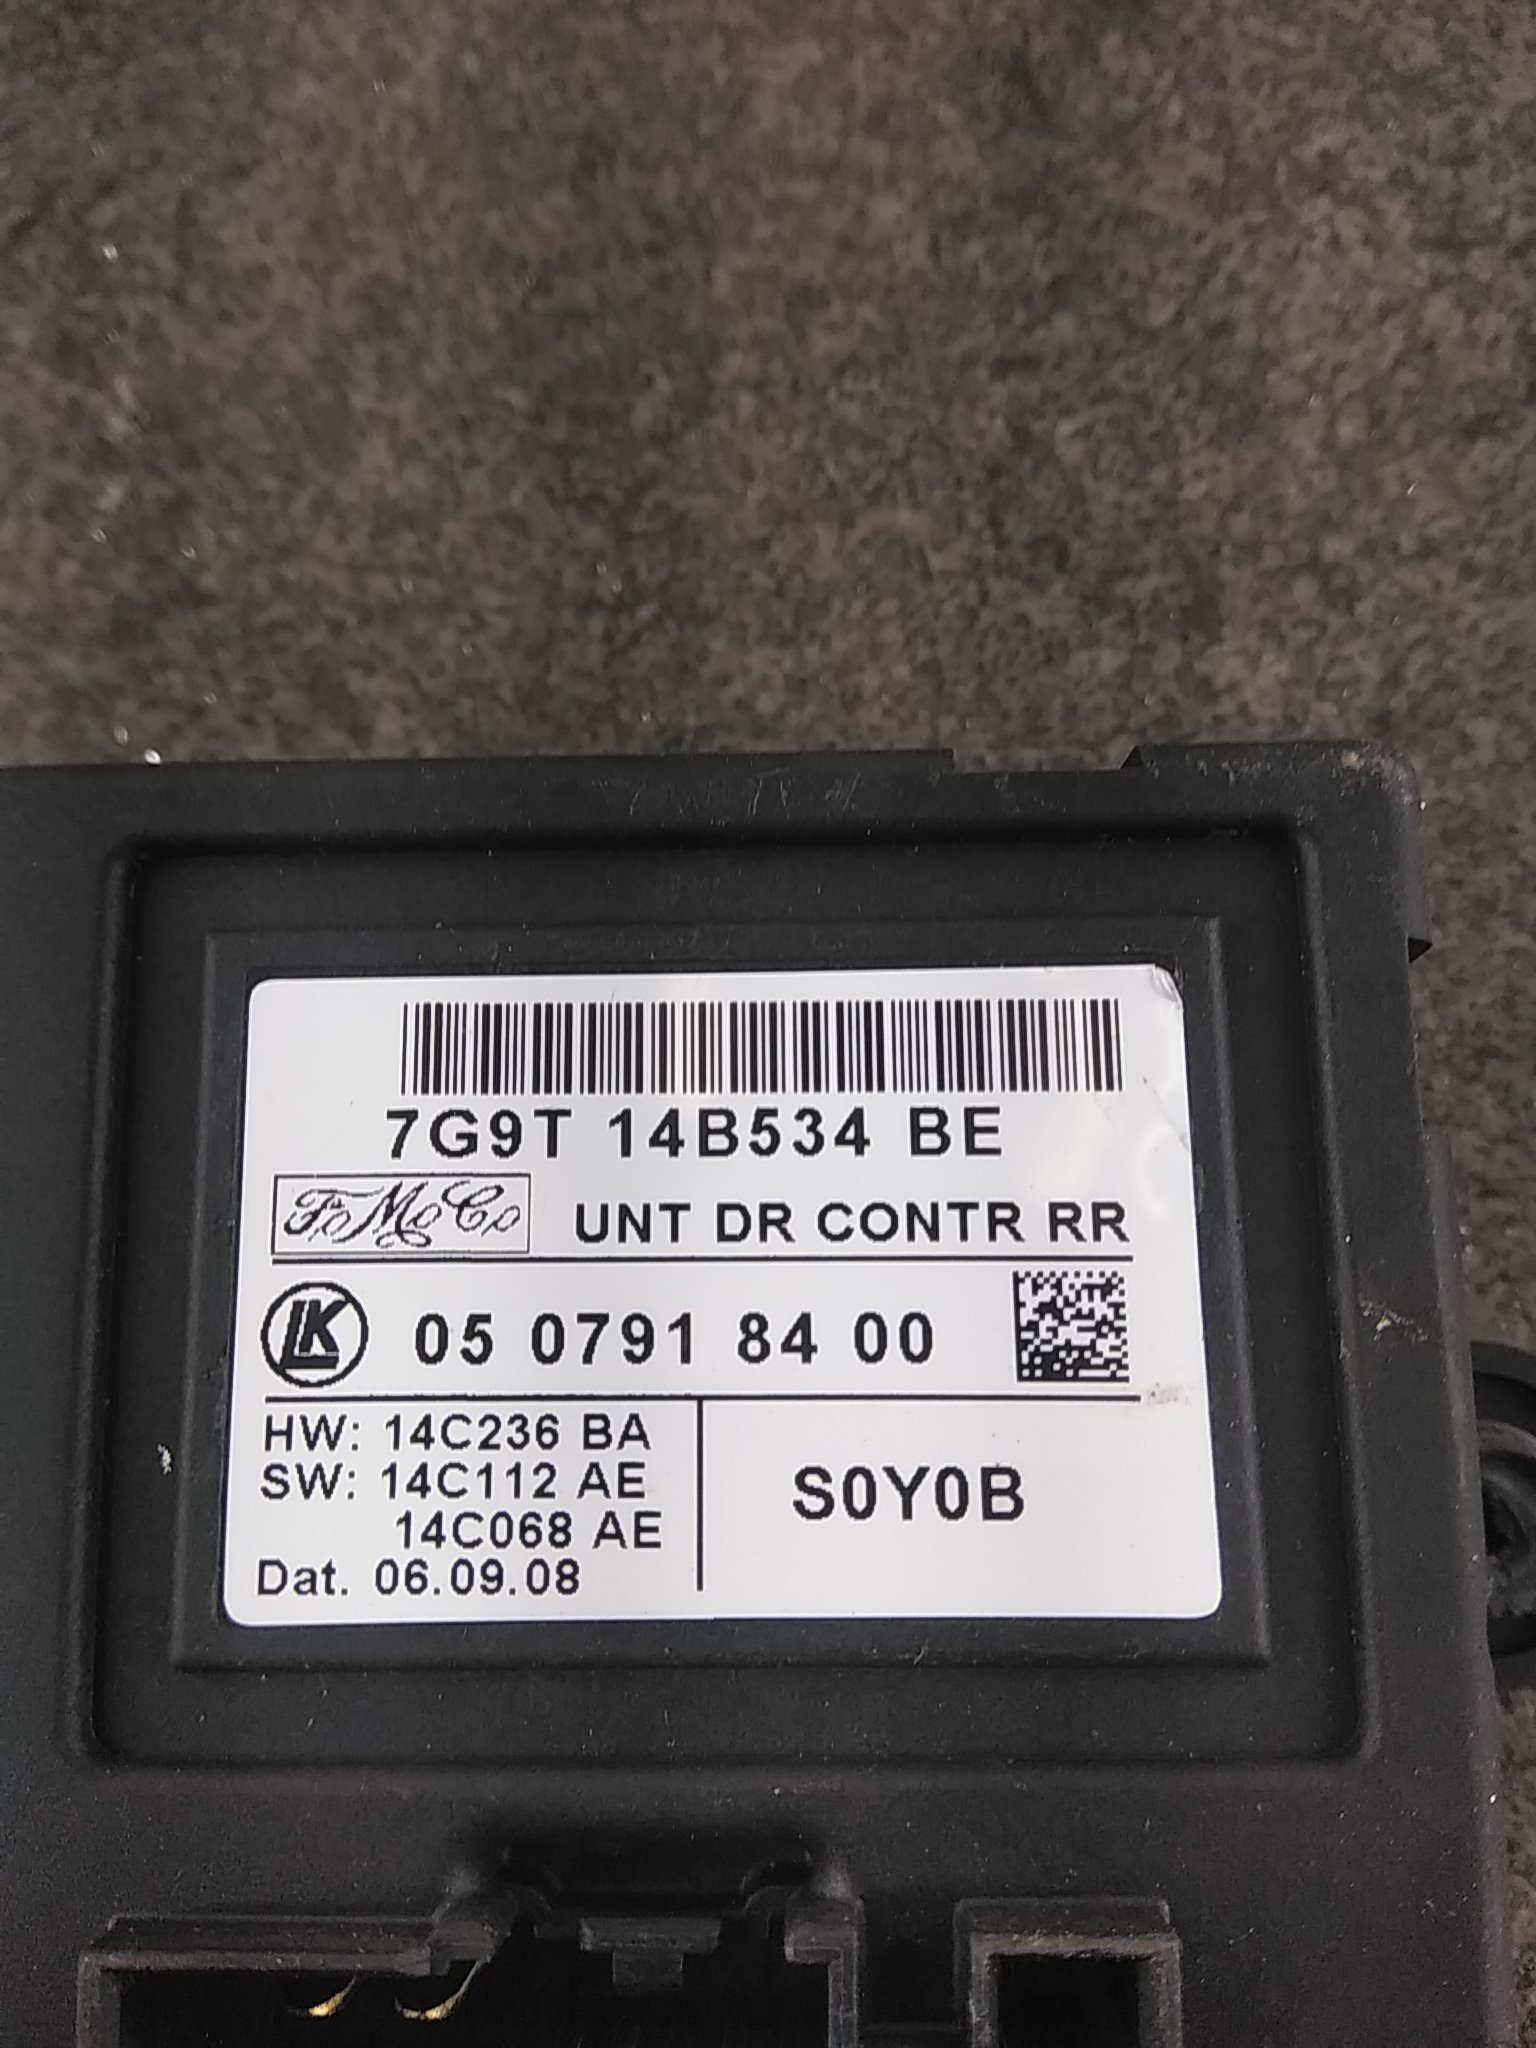 7G9T 14B534 BE
FoMoCo UNT DR CONTR RR
LK 05 0791 84 00
HW: 14C236 BA
SW: 14C112 AE
14C068 AE
Dat. 06.09.08
S0Y0B